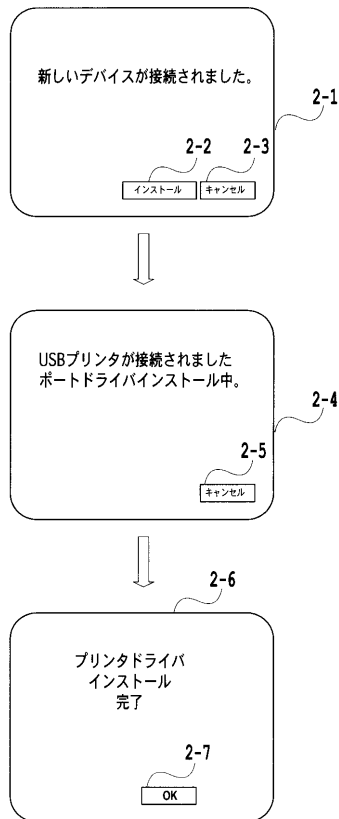 新しいデバイスが接続されました。
2-1
2-2
2-3
インストール
キャンセル
USBプリンタが接続されました
ポートドライバインストール中。
2-4
2-5
キャンセル
2-6
プリンタドライバ
インストール
完了
2-7
OK